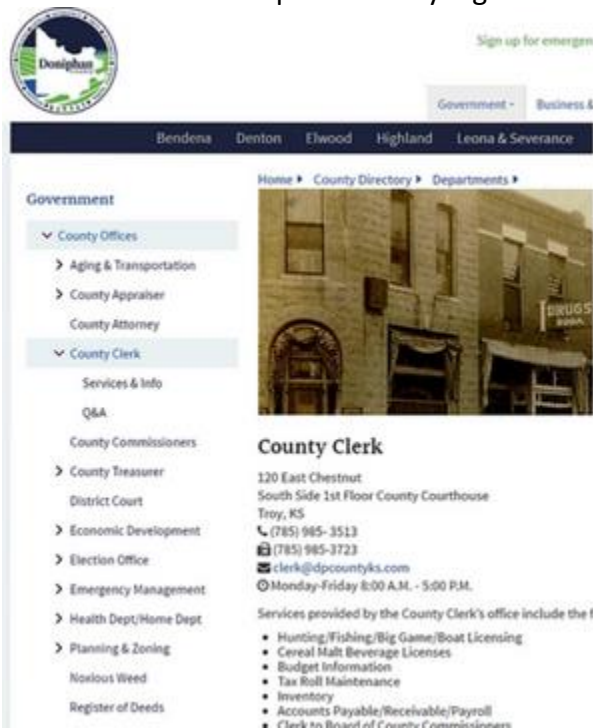 Doniphan
Sign up for emergen
Government Business &
Bendena Denton Elwood Highland Leona & Severance
Home County Directory Departments
Government
County Offices
Aging & Transportation
County Appraiser
County Attorney
County Clerk
Services & Info
Q&A
County Commissioners
County Treasurer
District Court
Economic Development
Election Office
Emergency Management
Health Dept/Home Dept
Planning & Zoning
Noxious Weed
Register of Deeds
DRUGS
County Clerk
120 East Chestnut
South Side 1st Floor County Courthouse
Troy, KS
(785) 985- 3513
(785) 985-3723
clerk@dpcountyks.com
Monday-Friday 8:00 A.M. - 5:00 P.M.
Services provided by the County Clerk's office include the f
• Hunting/Fishing/Big Game/Boat Licensing
• Cereal Malt Beverage Licenses
• Budget Information
• Tax Roll Maintenance
• Inventory
• Accounts Payable/Receivable/Payroll
• Clerk to Board of County Commissioners